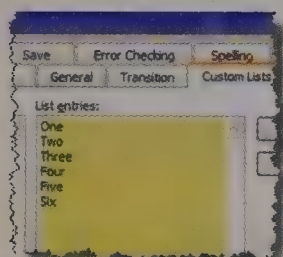 Save Error Checking Spelling
General Transition Custom Lists
List entries:
One
Two
Three
Four
Five
Six